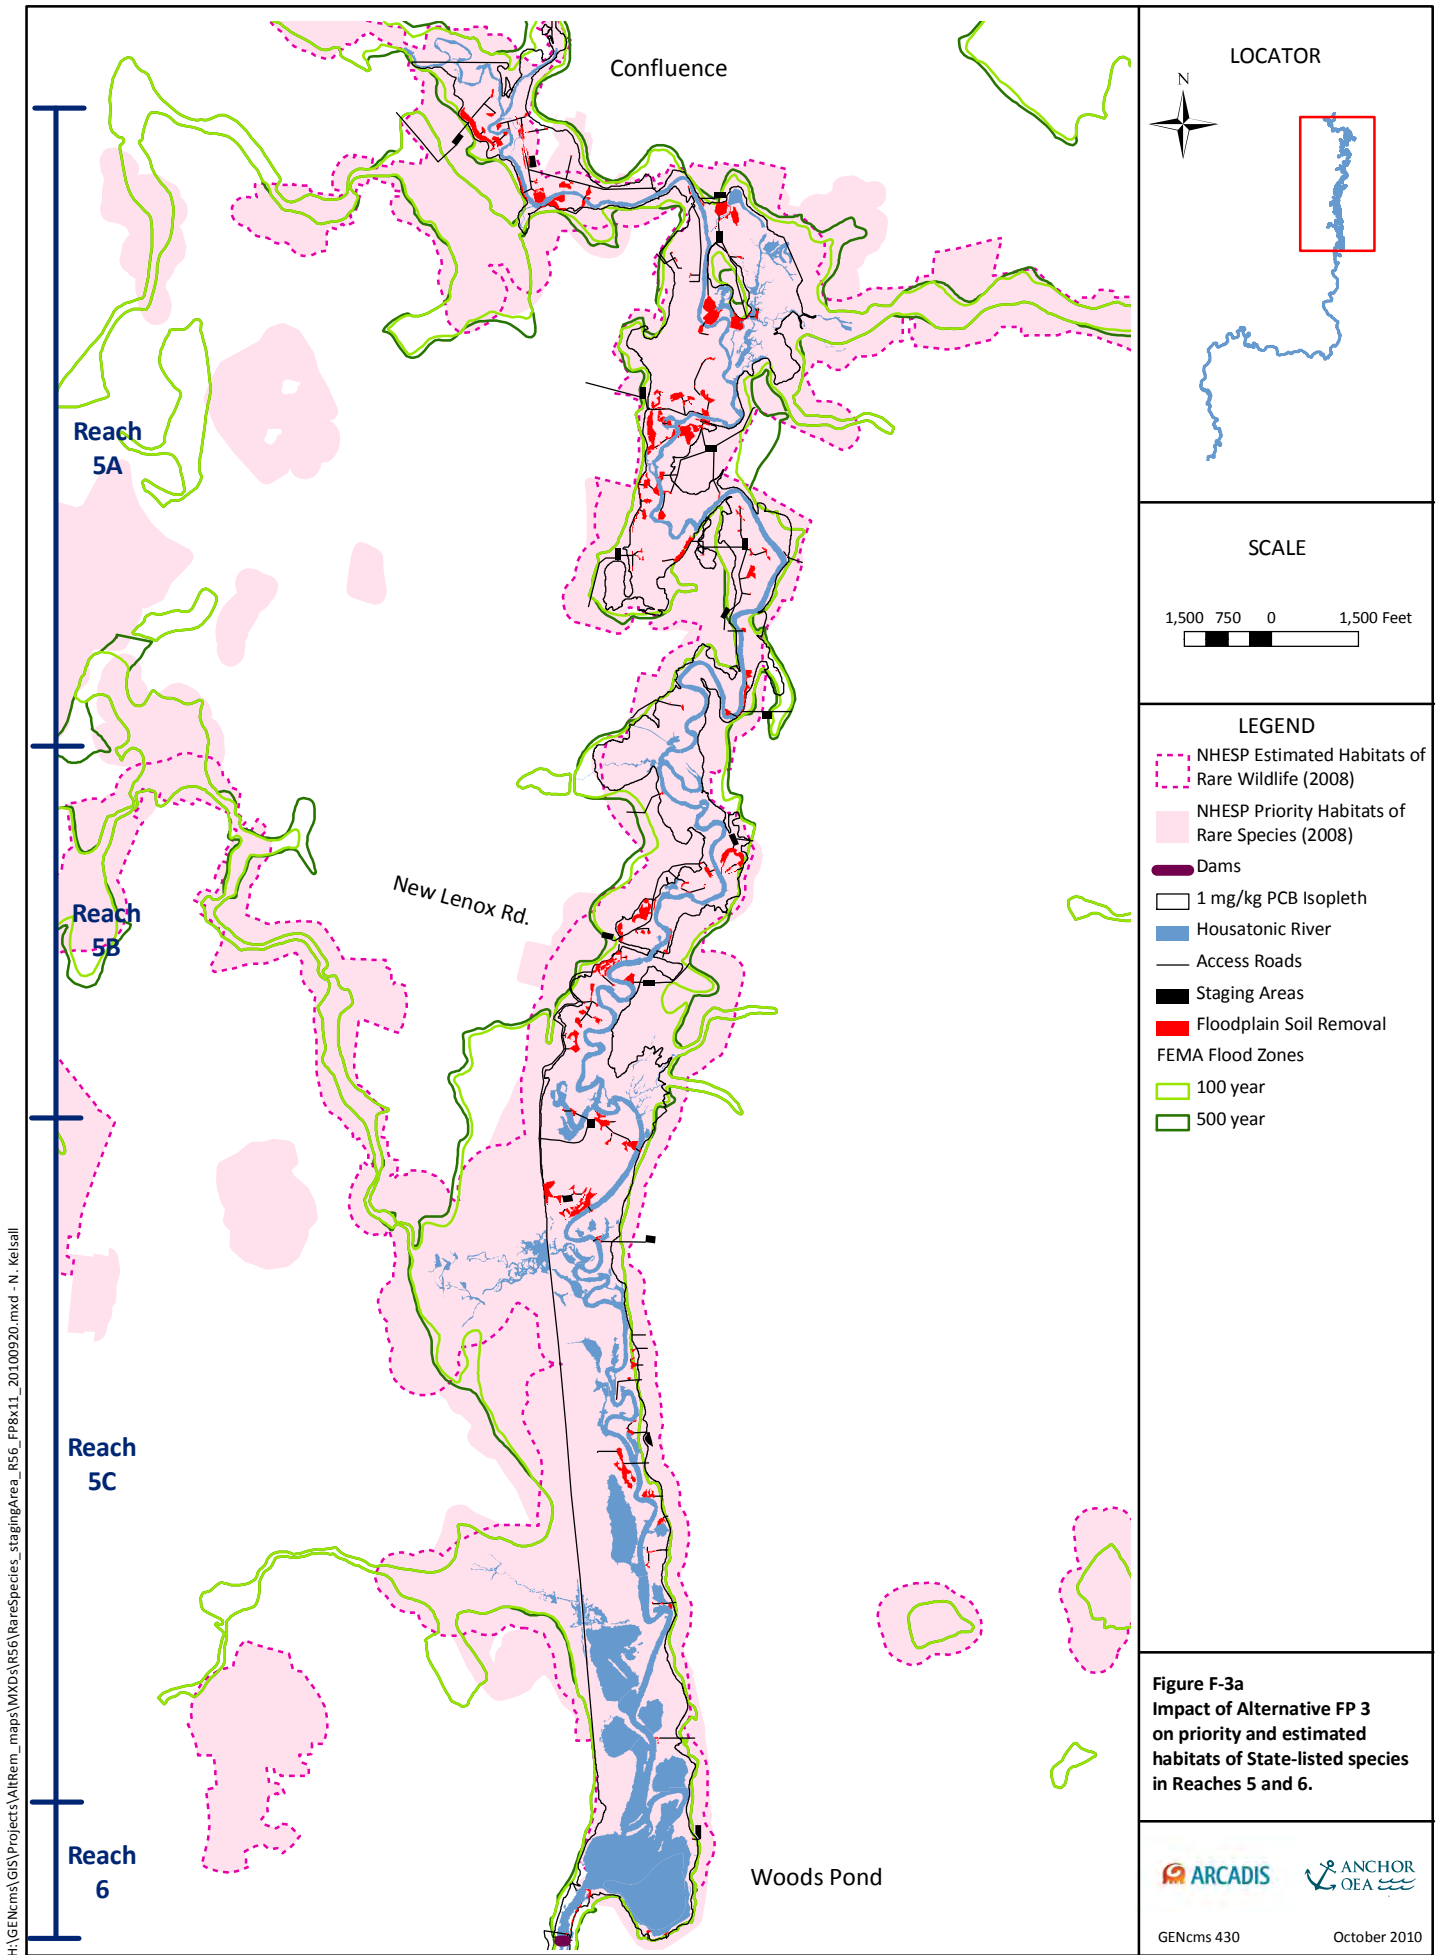 Confluence
Reach
5A
New Lenox Rd.
Reach
5B
Reach
5C
Reach
6
Woods Pond
H:\GENcms\GIS\Projects\AltRem_maps\MXDs\R56\RareSpecies_stagingArea_R56_FP8x11_20100920.mxd - N. Kelsall
LOCATOR
N
SCALE
1,500 750 0 1,500 Feet
LEGEND
NHESP Estimated Habitats of
Rare Wildlife (2008)
NHESP Priority Habitats of
Rare Species (2008)
Dams
1 mg/kg PCB Isopleth
Housatonic River
Access Roads
Staging Areas
Floodplain Soil Removal
FEMA Flood Zones
100 year
500 year
Figure F-3a
Impact of Alternative FP 3
on priority and estimated
habitats of State-listed species
in Reaches 5 and 6.
ARCADIS
ANCHOR
QEA
GENcms 430
October 2010